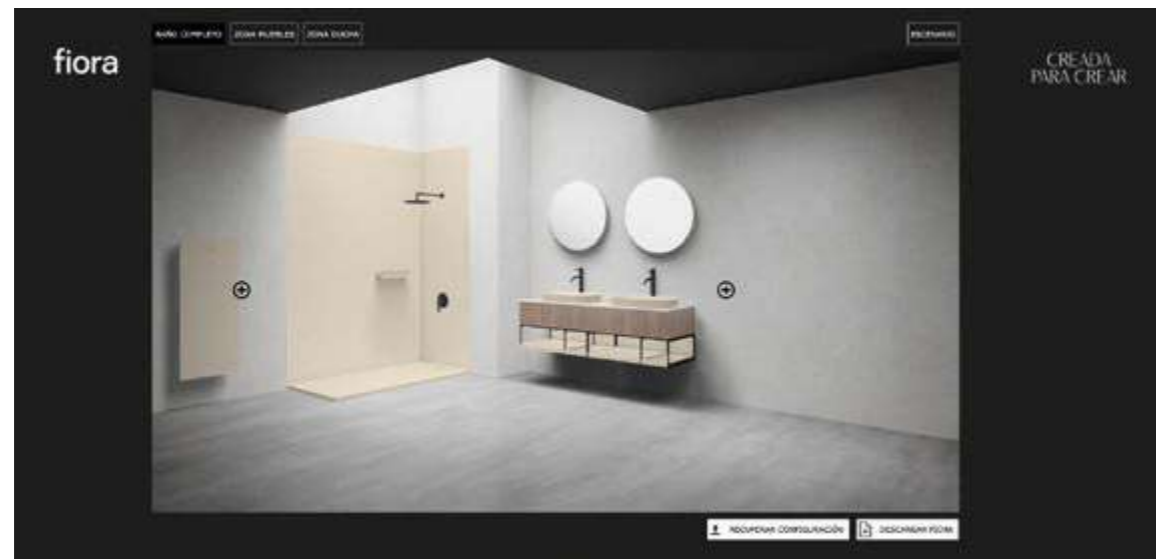 BAÑO COMPLETO
ZONA MUEBLES
ZONA DUCHA
ESCENARIO
fiora
CREADA
PARA CREAR
RECUPERAR CONFIGURACIÓN
DESCARGAR FICHA